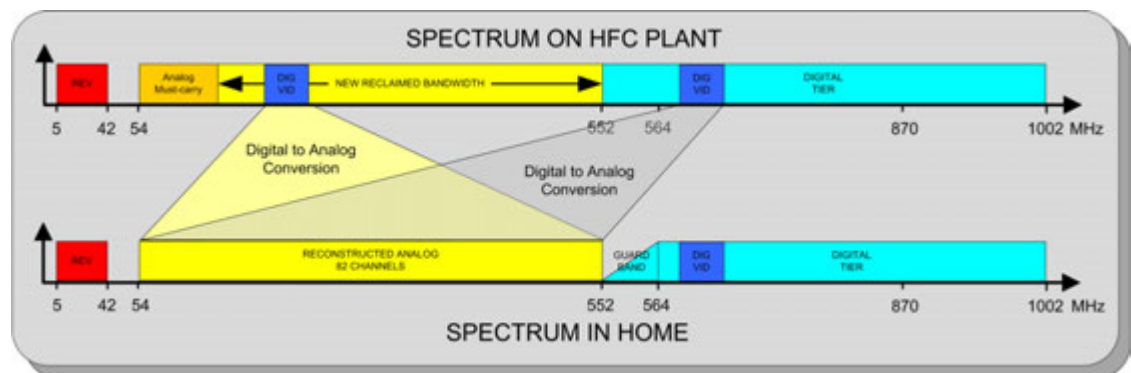 SPECTRUM ON HFC PLANT
REV
Analog
Must-carry
DIG
VID
NEW RECLAIMED BANDWIDTH
DIG
VID
DIGITAL
TIER
5 42 54 552 564 870 1002 MHz
Digital to Analog
Conversion
Digital to Analog
Conversion
REV
RECONSTRUCTED ANALOG
82 CHANNELS
GUARD
BAND
DIG
VID
DIGITAL
TIER
5 42 54 552 564 870 1002 MHz
SPECTRUM IN HOME